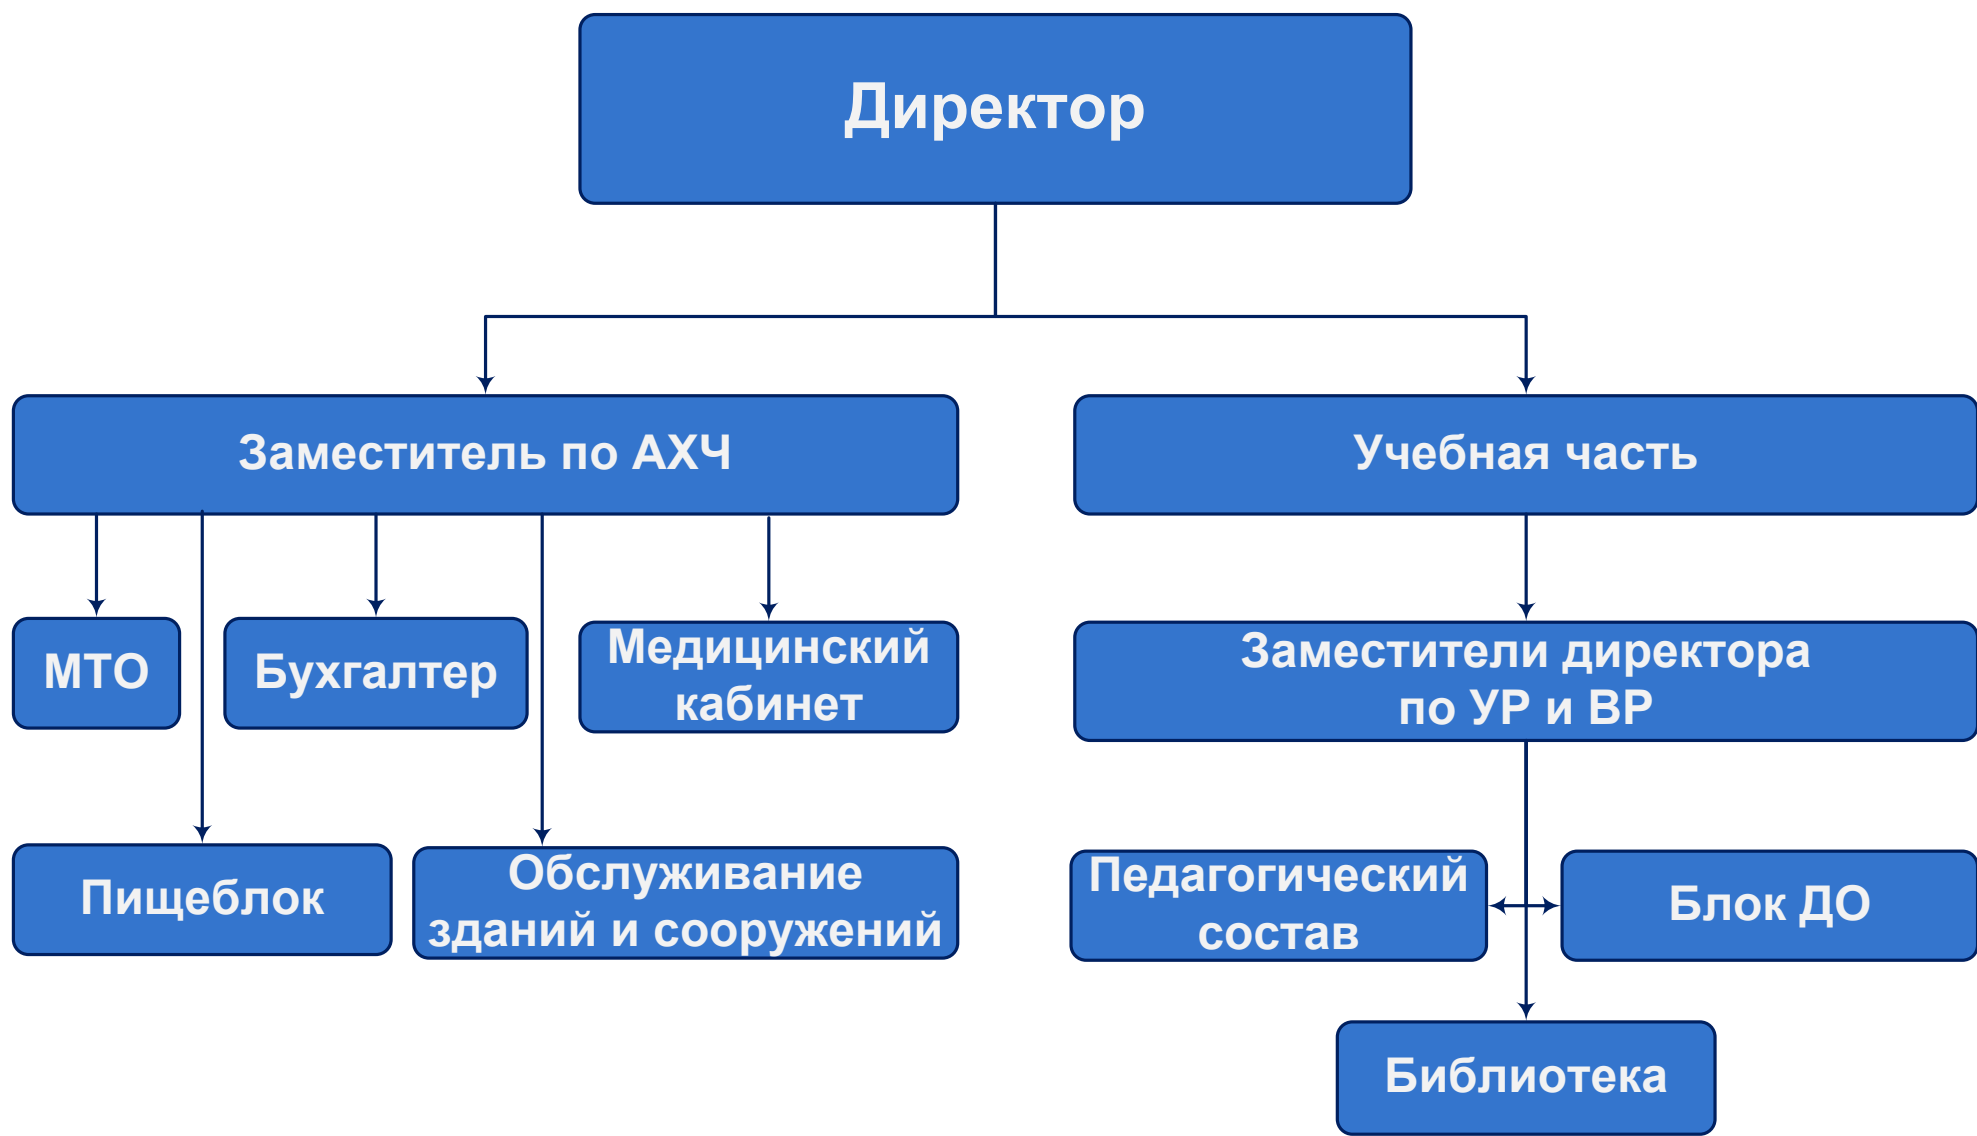 Директор
Заместитель по АХЧ
Учебная часть
МТО
Бухгалтер
Медицинский
кабинет
Заместители директора
по УР и ВР
Пищеблок
Обслуживание
зданий и сооружений
Педагогический
состав
Блок ДО
Библиотека